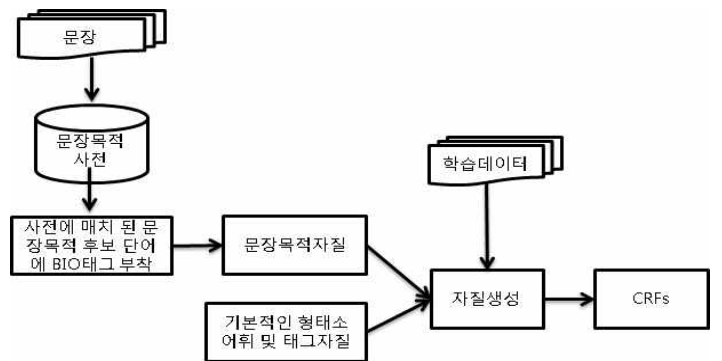 문장
문장목적
사전
학습데이터
사전에 매치 된 문
장목적 후보 단어
에 BIO태그 부착
문장목적자질
자질생성
CRFs
기본적인 형태소
어휘 및 태그자질